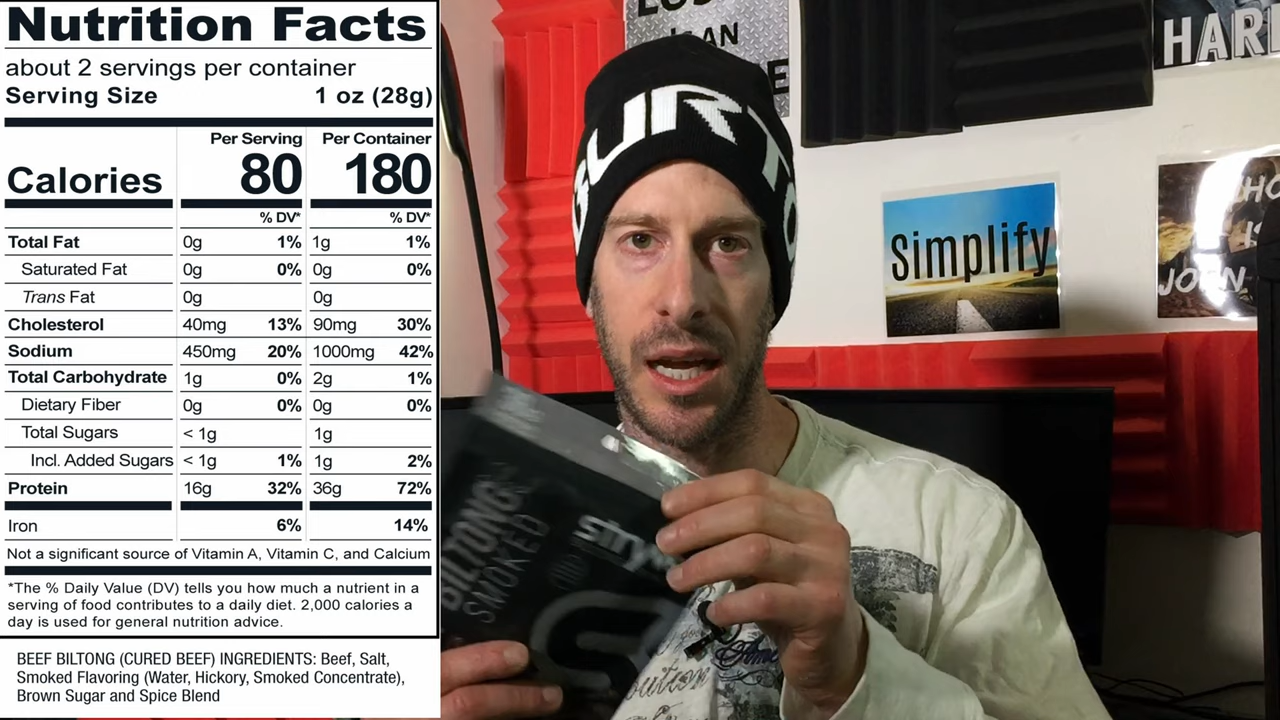 Nutrition Facts
about 2 servings per container
Serving Size 1 oz (28g)
Per Serving Per Container
Calories 80 180
% DV* % DV*
Total Fat 0g 1% 1g 1%
Saturated Fat 0g 0% 0g 0%
Trans Fat 0g 0g
Cholesterol 40mg 13% 90mg 30%
Sodium 450mg 20% 1000mg 42%
Total Carbohydrate 1g 0% 2g 1%
Dietary Fiber 0g 0% 0g 0%
Total Sugars < 1g 1g
Incl. Added Sugars < 1g 1% 1g 2%
Protein 16g 32% 36g 72%
Iron 6% 14%
Not a significant source of Vitamin A, Vitamin C, and Calcium
*The % Daily Value (DV) tells you how much a nutrient in a
serving of food contributes to a daily diet. 2,000 calories a
day is used for general nutrition advice.
BEEF BILTONG (CURED BEEF) INGREDIENTS: Beef, Salt,
Smoked Flavoring (Water, Hickory, Smoked Concentrate),
Brown Sugar and Spice Blend
BURTO
HAR
Simplify
IS
JOHN
BILTONG
SMOKED
stry